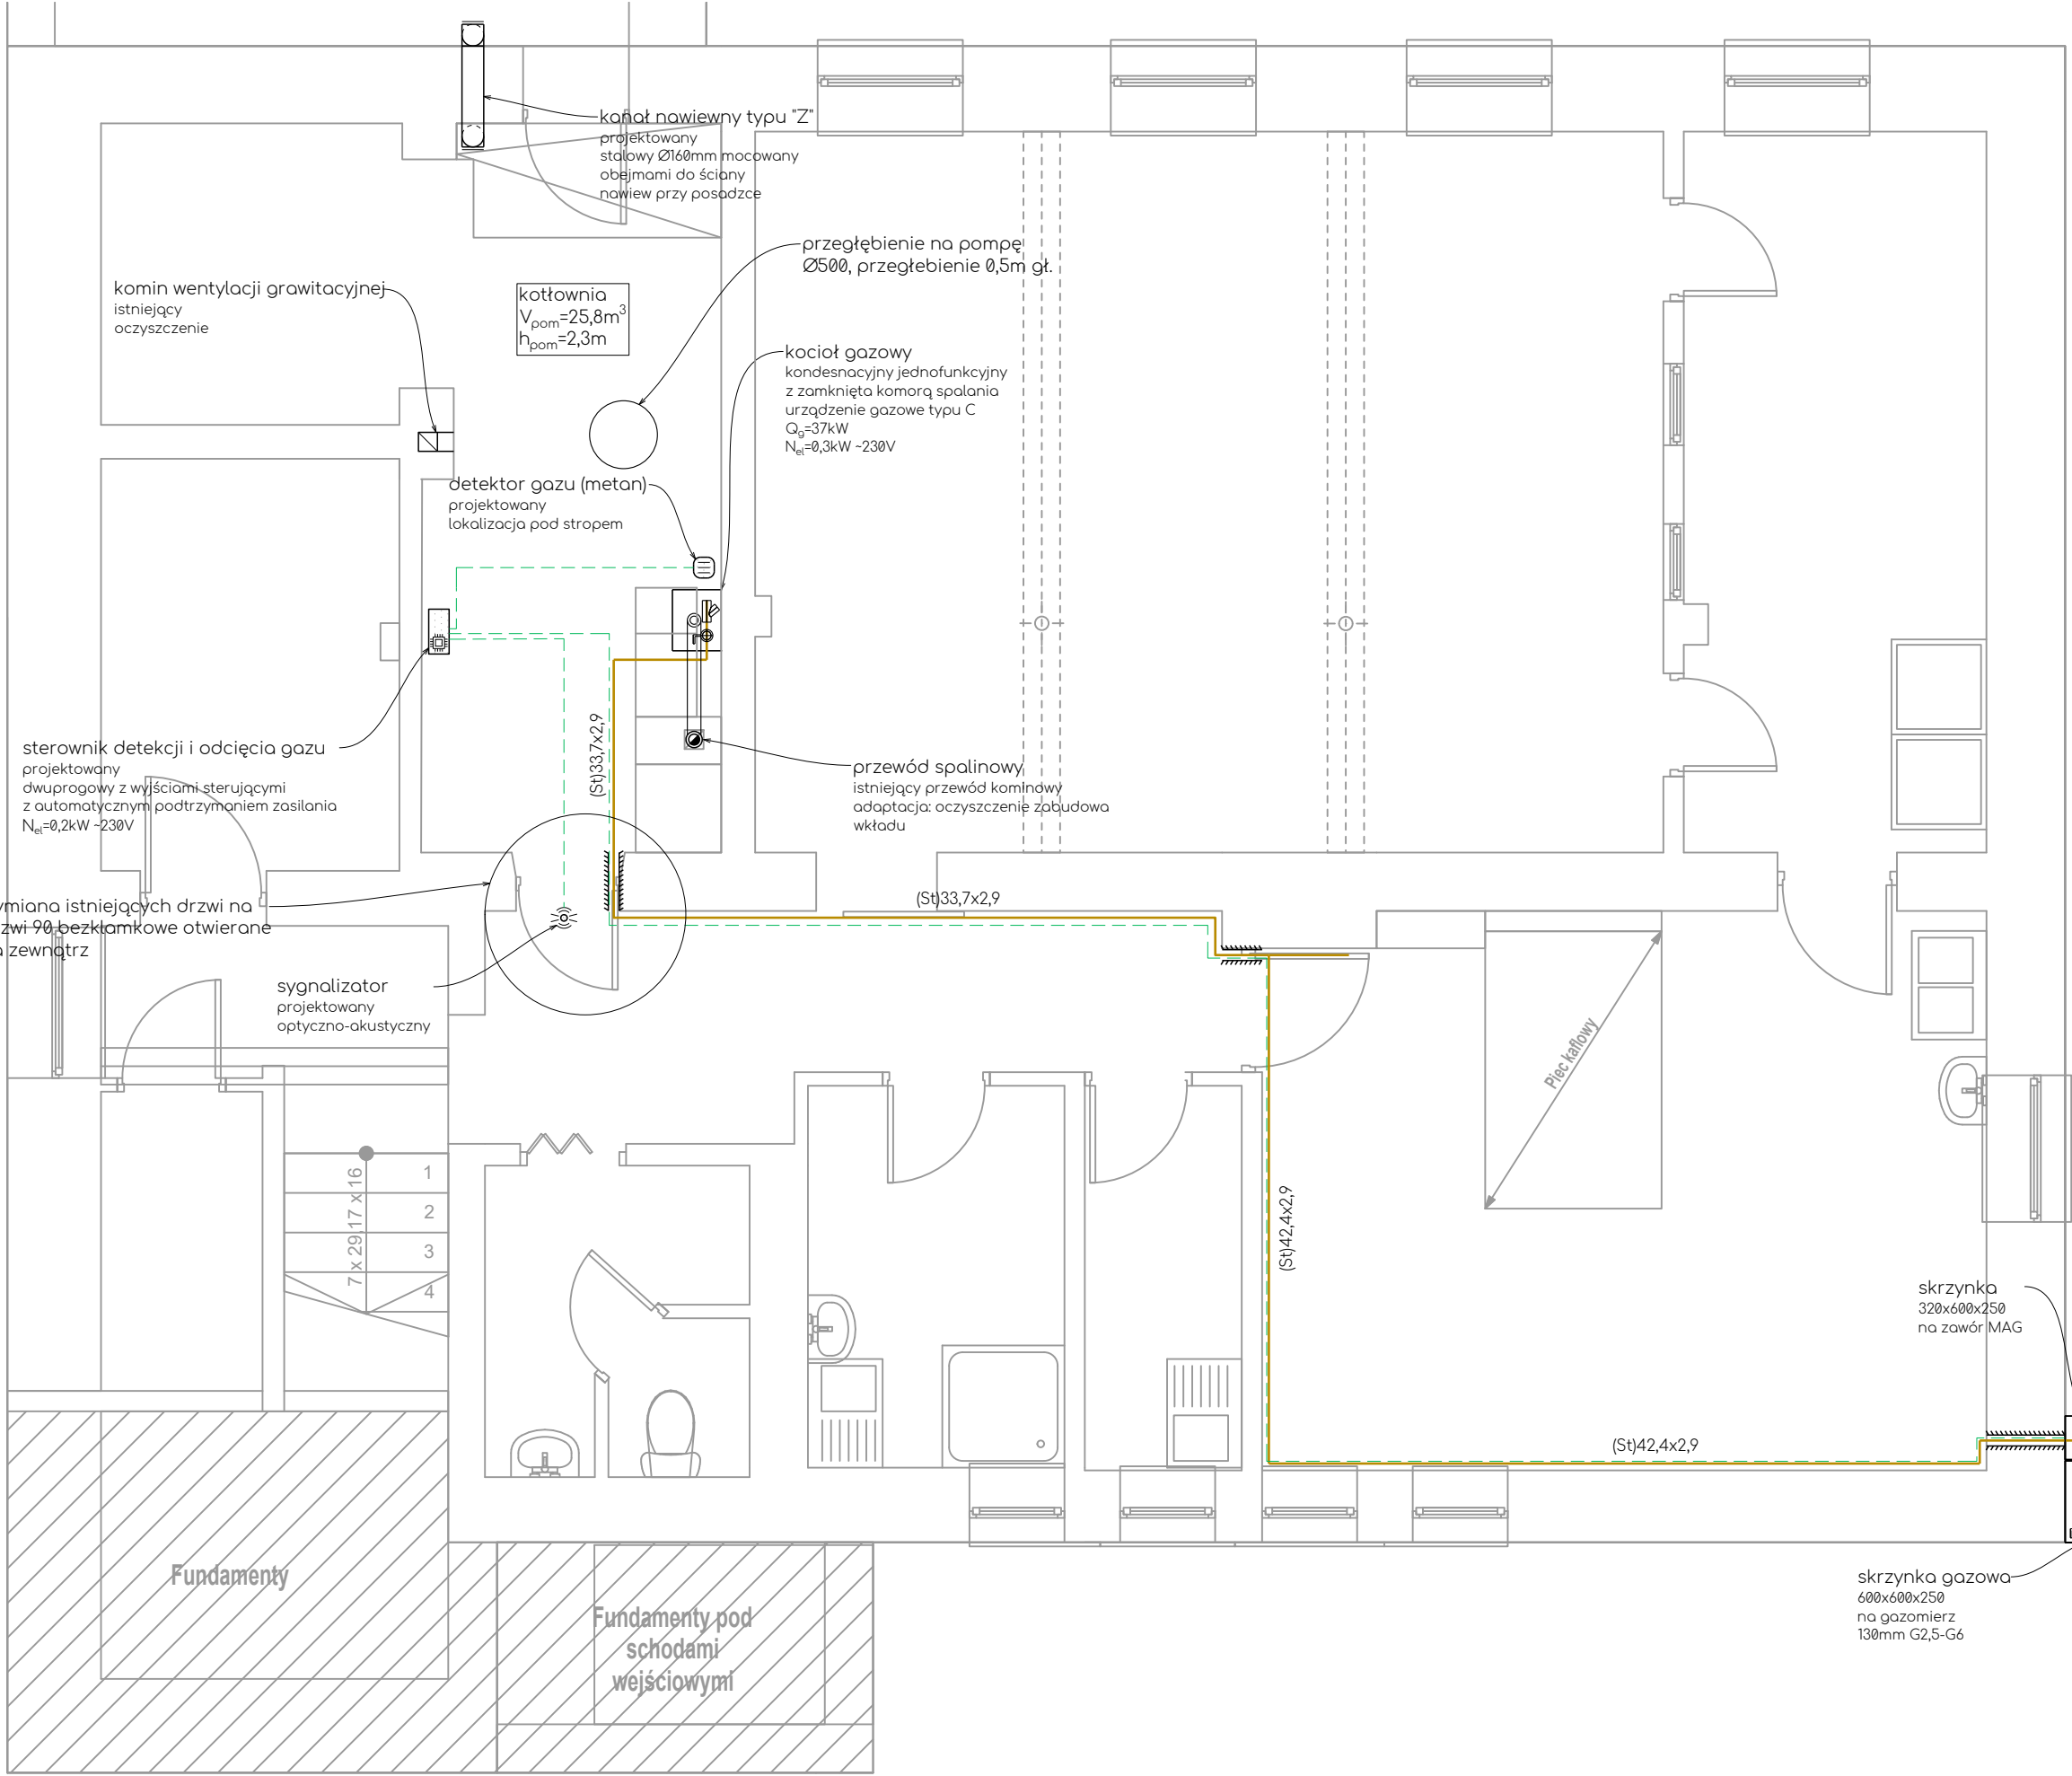 kanał nawiewny typu "Z"
projektowany
stalowy Ø160mm mocowany
obejmami do ściany
nawiew przy posadzce
przegłębienie na pompę
Ø500, przegłebienie 0,5m gł.
komin wentylacji grawitacyjnej
istniejący
oczyszczenie
kotłownia
Vpom=25,8m3
hpom=2,3m
kocioł gazowy
kondesnacyjny jednofunkcyjny
z zamknięta komorą spalania
urządzenie gazowe typu C
Qg=37kW
Nel=0,3kW ~230V
detektor gazu (metan)
projektowany
lokalizacja pod stropem
sterownik detekcji i odcięcia gazu
projektowany
dwuprogowy z wyjściami sterującymi
z automatycznym podtrzymaniem zasilania
Nel=0,2kW ~230V
(St)33,7x2,9
przewód spalinowy
istniejący przewód kominowy
adaptacja: oczyszczenie zabudowa
wkładu
ymiana istniejących drzwi na
zwi 90 bezklamkowe otwierane
a zewnątrz
(St)33,7x2,9
sygnalizator
projektowany
optyczno-akustyczny
Piec kaflowy
7 x 29,17 x 16
1
2
3
4
(St)42,4x2,9
skrzynka
320x600x250
na zawór MAG
(St)42,4x2,9
Fundamenty
Fundamenty pod
schodami
wejściowymi
skrzynka gazowa
600x600x250
na gazomierz
130mm G2,5-G6